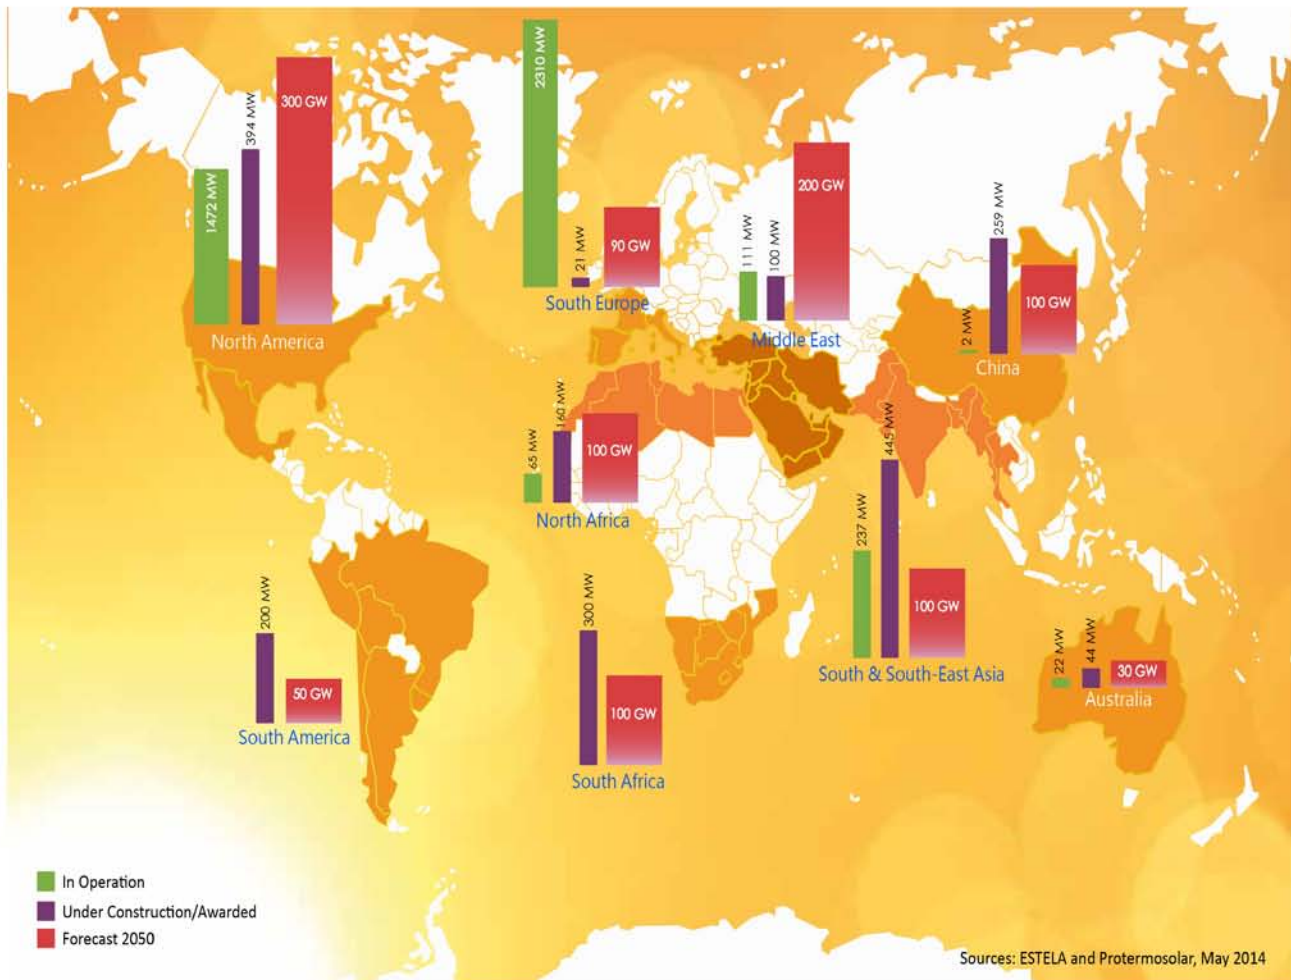 1472 MW
394 MW
300 GW
North America
2310 MW
21 MW
90 GW
South Europe
111 MW
100 MW
200 GW
Middle East
2 MW
259 MW
100 GW
China
65 MW
160 MW
100 GW
North Africa
237 MW
445 MW
100 GW
South & South-East Asia
200 MW
50 GW
South America
300 MW
100 GW
South Africa
22 MW
44 MW
30 GW
Australia
In Operation
Under Construction/Awarded
Forecast 2050
Sources: ESTELA and Protermosolar, May 2014